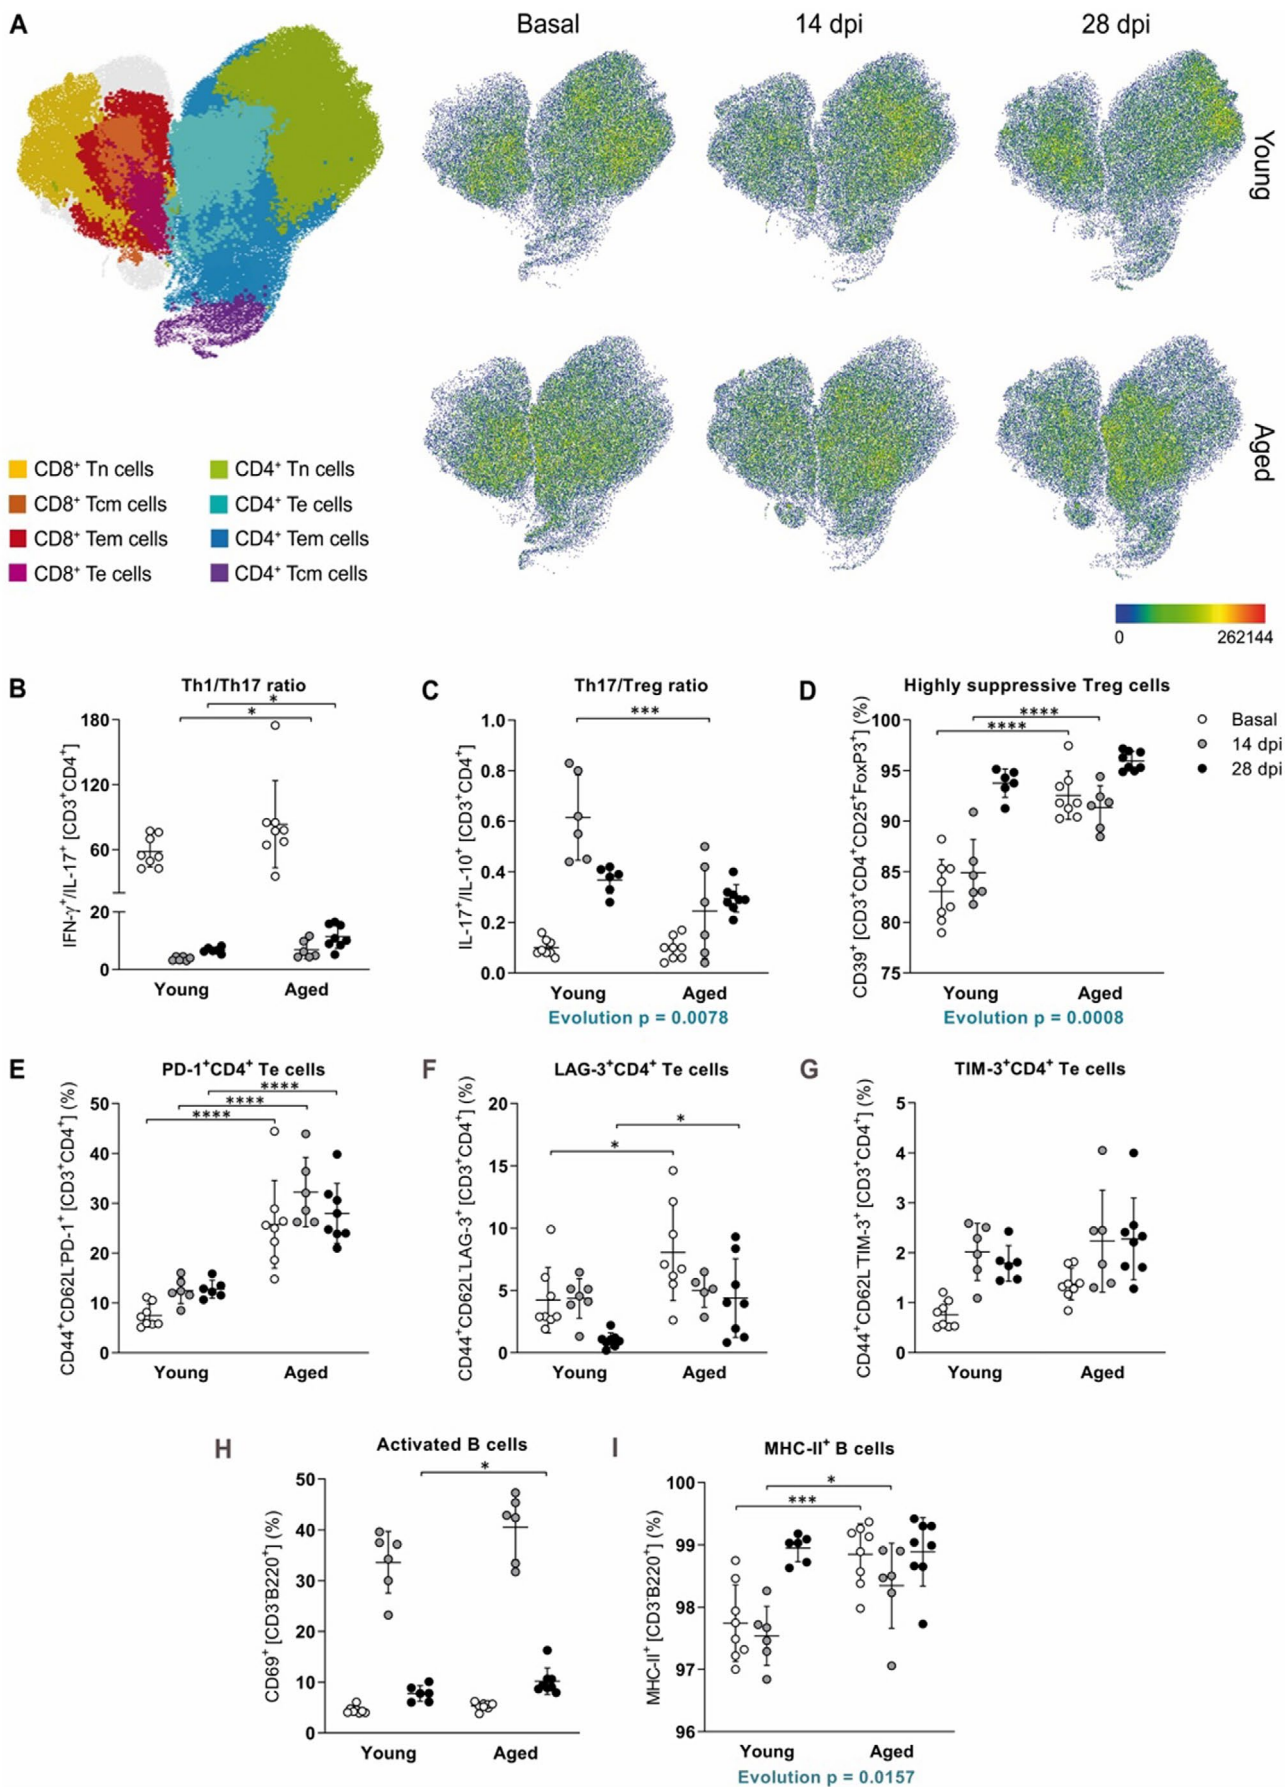 A
Basal
14 dpi
28 dpi
Young
Aged
CD8⁺ Tn cells
CD4⁺ Tn cells
CD8⁺ Tcm cells
CD4⁺ Te cells
CD8⁺ Tem cells
CD4⁺ Tem cells
CD8⁺ Te cells
CD4⁺ Tcm cells
0
262144
B
Th1/Th17 ratio
*
*
IFN-γ⁺/IL-17⁺ [CD3⁺CD4⁺]
180
120
60
20
0
Young
Aged
C
Th17/Treg ratio
***
IL-17⁺/IL-10⁺ [CD3⁺CD4⁺]
1.0
0.8
0.6
0.4
0.2
0.0
Young
Aged
Evolution p = 0.0078
D
Highly suppressive Treg cells
****
****
CD39⁺ [CD3⁺CD4⁺CD25⁺FoxP3⁺] (%)
100
95
90
85
80
75
Young
Aged
Evolution p = 0.0008
Basal
14 dpi
28 dpi
E
PD-1⁺CD4⁺ Te cells
****
****
****
CD44⁺CD62L⁻PD-1⁺ [CD3⁺CD4⁺] (%)
50
40
30
20
10
0
Young
Aged
F
LAG-3⁺CD4⁺ Te cells
*
*
CD44⁺CD62L⁻LAG-3⁺ [CD3⁺CD4⁺] (%)
20
15
10
5
0
Young
Aged
G
TIM-3⁺CD4⁺ Te cells
CD44⁺CD62L⁻TIM-3⁺ [CD3⁺CD4⁺] (%)
5
4
3
2
1
0
Young
Aged
H
Activated B cells
*
CD69⁺ [CD3⁻B220⁺] (%)
50
40
30
20
10
0
Young
Aged
I
MHC-II⁺ B cells
*
***
MHC-II⁺ [CD3⁻B220⁺] (%)
100
99
98
97
96
Young
Aged
Evolution p = 0.0157